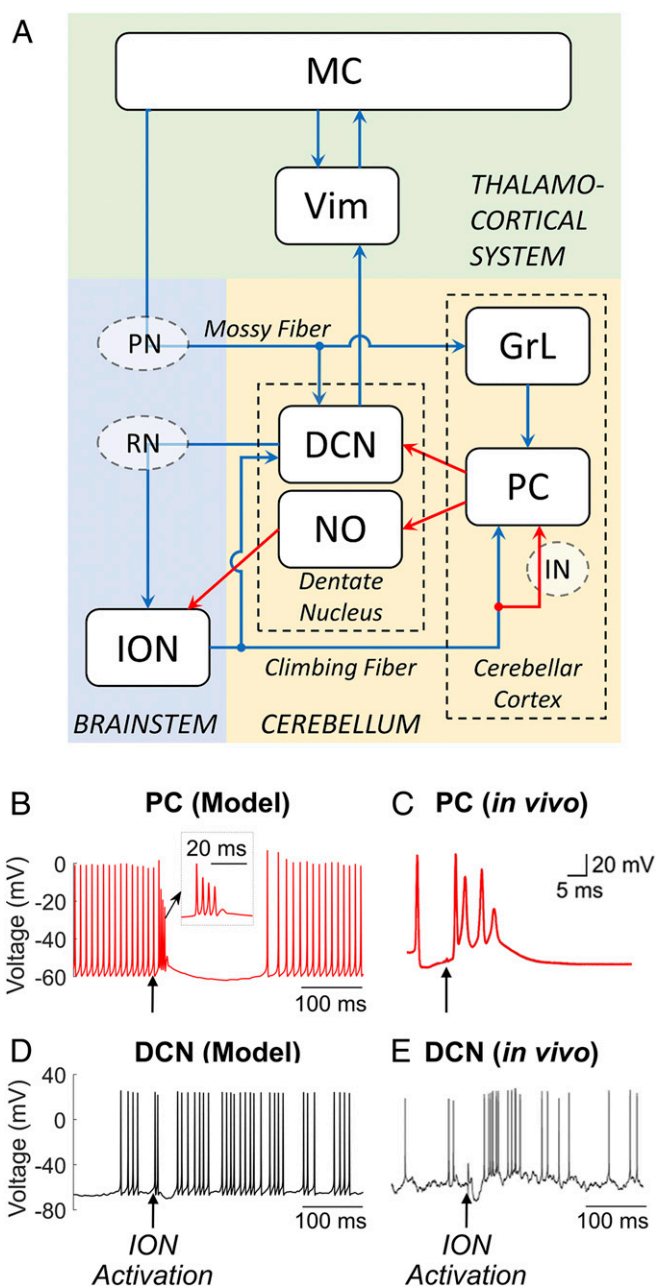 A
MC
Vim
THALAMO-
CORTICAL
SYSTEM
PN
Mossy Fiber
GrL
RN
DCN
PC
NO
IN
Dentate
Nucleus
ION
Climbing Fiber
Cerebellar
Cortex
BRAINSTEM
CEREBELLUM
B
PC (Model)
C
PC (in vivo)
20 ms
20 mV
5 ms
Voltage (mV)
0
-20
-40
-60
100 ms
D
DCN (Model)
E
DCN (in vivo)
Voltage (mV)
40
0
-40
-80
100 ms
100 ms
ION
Activation
ION
Activation